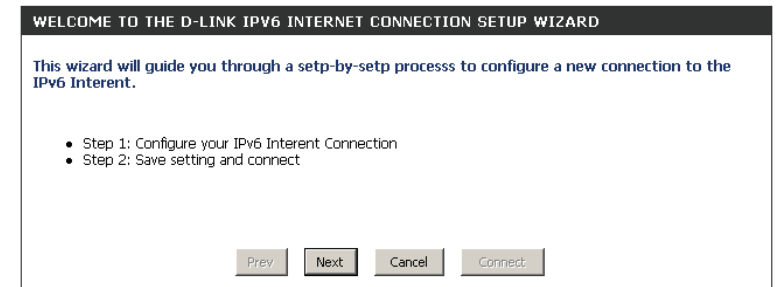 WELCOME TO THE D-LINK IPV6 INTERNET CONNECTION SETUP WIZARD
This wizard will guide you through a setp-by-setp processs to configure a new connection to the
IPv6 Interent.
• Step 1: Configure your IPv6 Interent Connection
• Step 2: Save setting and connect
Prev Next Cancel Connect